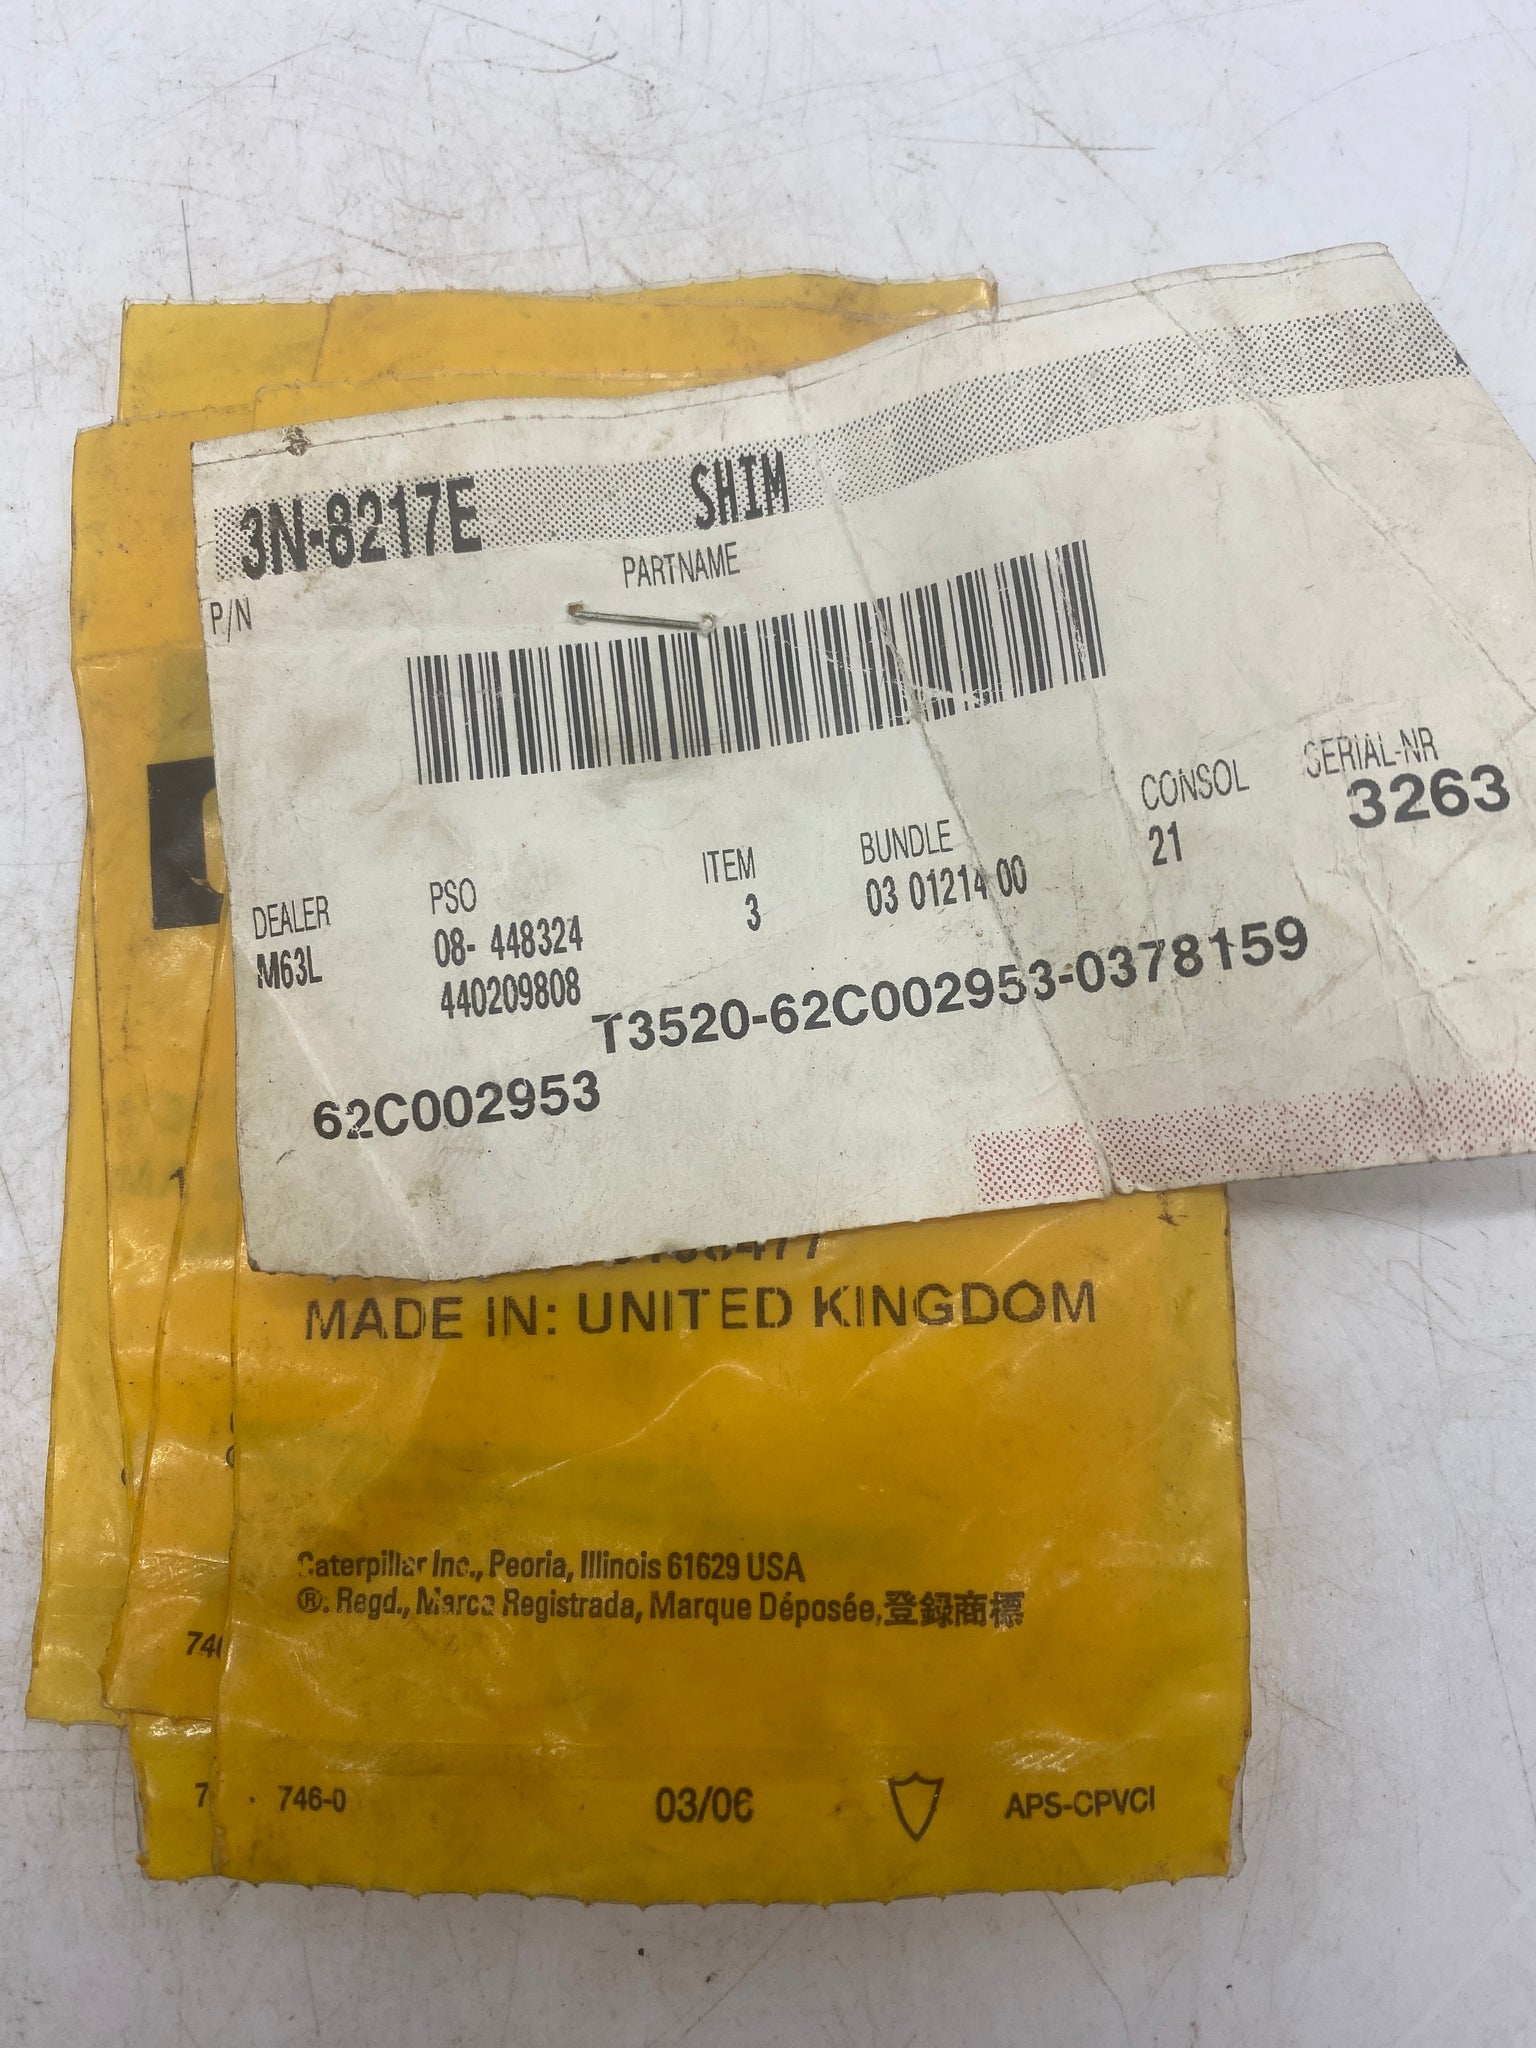 3N-8217E SHIM
P/N PARTNAME
CONSOL SERIAL-NR
21 3263
DEALER PSO ITEM BUNDLE
M63L 08- 448324 3 03 01214 00
440209808
T3520-62C002953-0378159
62C002953
MADE IN: UNITED KINGDOM
Caterpillar Inc., Peoria, Illinois 61629 USA
®. Regd., Marca Registrada, Marque Déposée,登録商標
746-0 03/06 APS-CPVCI